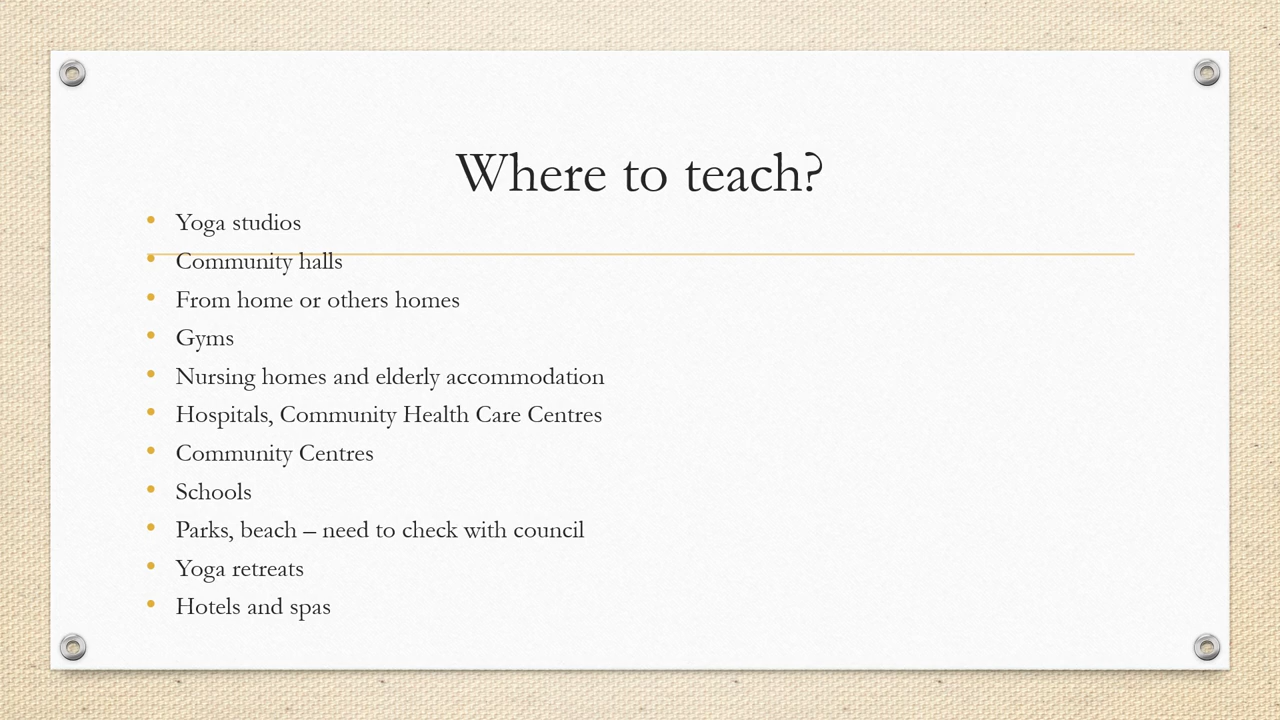 Where to teach?
• Yoga studios
• Community halls
• From home or others homes
• Gyms
• Nursing homes and elderly accommodation
• Hospitals, Community Health Care Centres
• Community Centres
• Schools
• Parks, beach – need to check with council
• Yoga retreats
• Hotels and spas